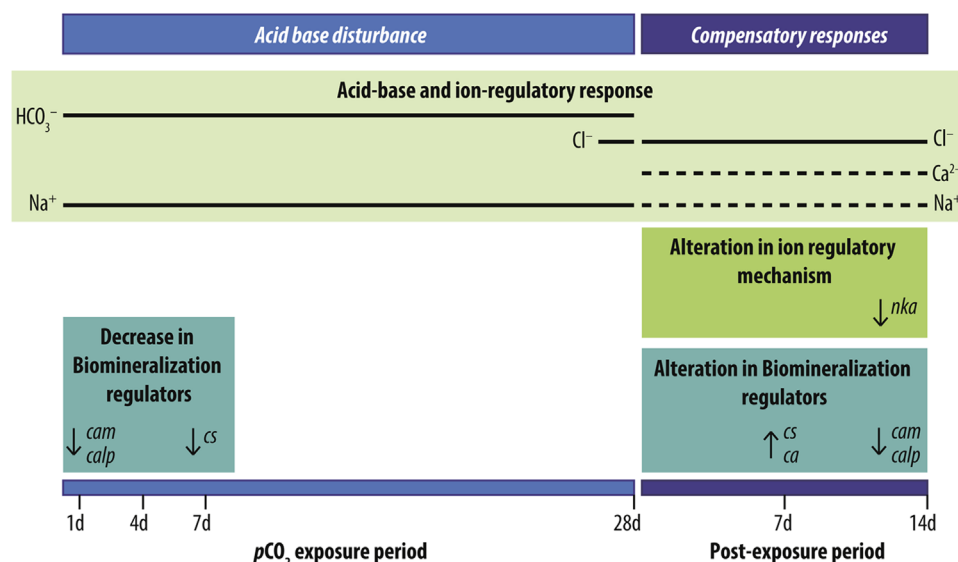 Acid base disturbance
Compensatory responses
Acid-base and ion-regulatory response
HCO₃⁻
Cl⁻
Cl⁻
Ca²⁻
Na⁺
Na⁺
Alteration in ion regulatory
mechanism
↓ nka
Decrease in
Biomineralization
regulators
↓ cam
calp
↓ cs
Alteration in Biomineralization
regulators
↑ cs
ca
↓ cam
calp
1d
4d
7d
28d
7d
14d
pCO₂ exposure period
Post-exposure period